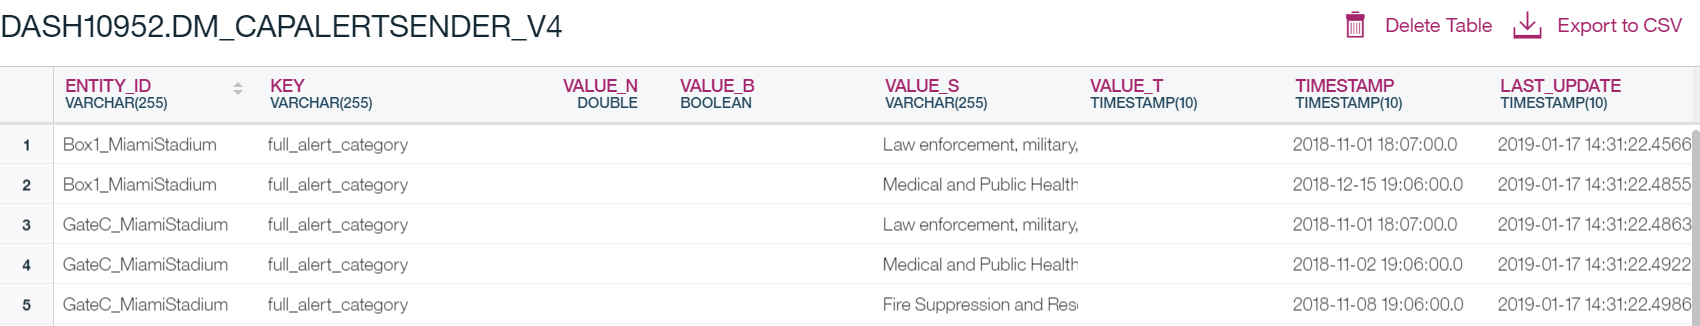 DASH10952.DM_CAPALERTSENDER_V4 Delete Table Export to CSV
ENTITY_ID KEY VALUE_N VALUE_B VALUE_S VALUE_T TIMESTAMP LAST_UPDATE
VARCHAR(255) VARCHAR(255) DOUBLE BOOLEAN VARCHAR(255) TIMESTAMP(10) TIMESTAMP(10) TIMESTAMP(10)
1 Box1_MiamiStadium full_alert_category Law enforcement, military, 2018-11-01 18:07:00.0 2019-01-17 14:31:22.4566
2 Box1_MiamiStadium full_alert_category Medical and Public Health 2018-12-15 19:06:00.0 2019-01-17 14:31:22.4855
3 GateC_MiamiStadium full_alert_category Law enforcement, military, 2018-11-01 18:07:00.0 2019-01-17 14:31:22.4863
4 GateC_MiamiStadium full_alert_category Medical and Public Health 2018-11-02 19:06:00.0 2019-01-17 14:31:22.4922
5 GateC_MiamiStadium full_alert_category Fire Suppression and Res 2018-11-08 19:06:00.0 2019-01-17 14:31:22.4986